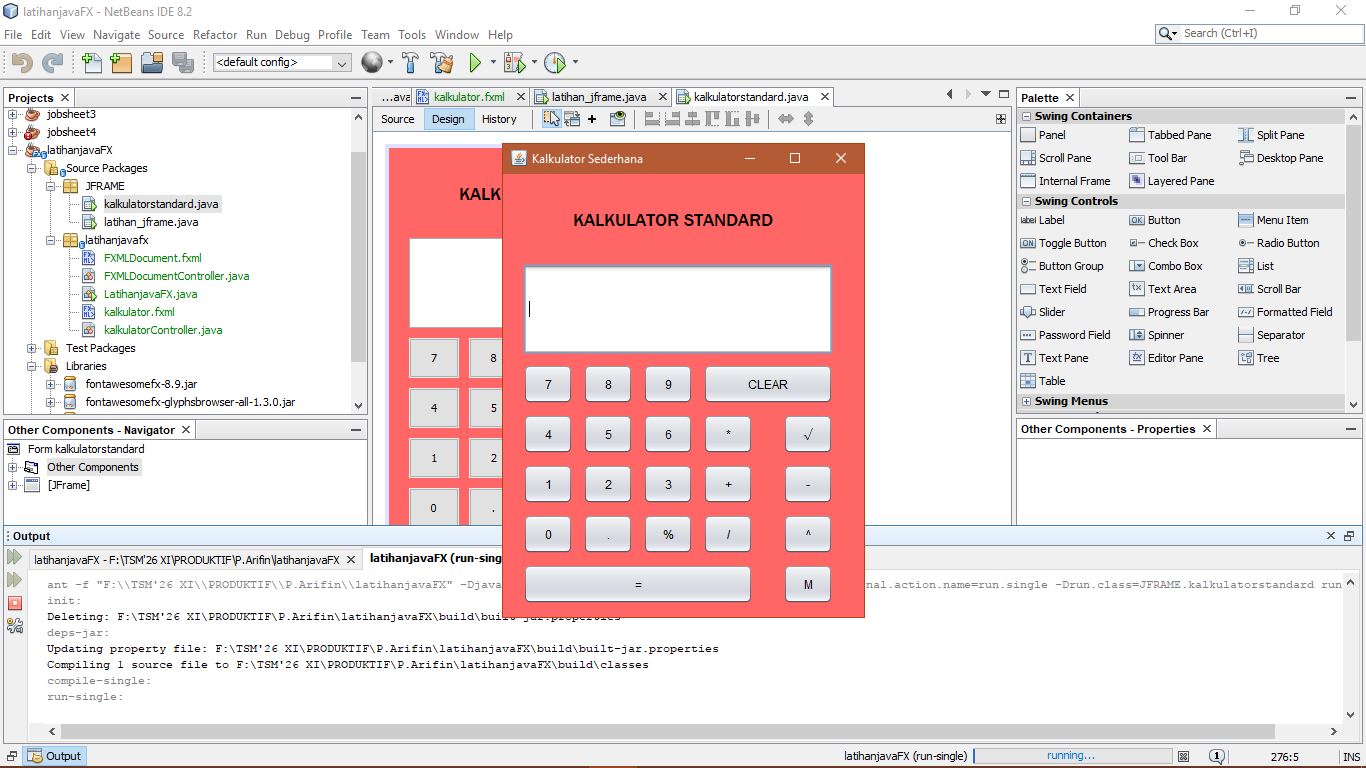 latihanjavaFX - NetBeans IDE 8.2
File Edit View Navigate Source Refactor Run Debug Profile Team Tools Window Help
Search (Ctrl+I)
<default config>
Projects
jobsheet3
jobsheet4
latihanjavaFX
Source Packages
JFRAME
kalkulatorstandard.java
latihan_jframe.java
latihanjavafx
FXMLDocument.fxml
FXMLDocumentController.java
LatihanjavaFX.java
kalkulator.fxml
kalkulatorController.java
Test Packages
Libraries
fontawesomefx-8.9.jar
fontawesomefx-glyphsbrowser-all-1.3.0.jar
Other Components - Navigator
Form kalkulatorstandard
Other Components
[JFrame]
...ava kalkulator.fxml latihan_jframe.java kalkulatorstandard.java
Source Design History
KALK
7 8
4 5
1 2
0 .
Kalkulator Sederhana
KALKULATOR STANDARD
7 8 9 CLEAR
4 5 6 * √
1 2 3 + -
0 . % / ^
= M
Palette
Swing Containers
Panel Tabbed Pane Split Pane
Scroll Pane Tool Bar Desktop Pane
Internal Frame Layered Pane
Swing Controls
label Label OK Button Menu Item
ON Toggle Button Check Box Radio Button
Button Group Combo Box List
Text Field Text Area Scroll Bar
Slider Progress Bar Formatted Field
Password Field Spinner Separator
Text Pane Editor Pane Tree
Table
Swing Menus
Other Components - Properties
Output
latihanjavaFX - F:\TSM'26 XI\PRODUKTIF\P.Arifin\latihanjavaFX latihanjavaFX (run-sing
ant -f "F:\\TSM'26 XI\\PRODUKTIF\\P.Arifin\\latihanjavaFX" -Djava nal.action.name=run.single -Drun.class=JFRAME.kalkulatorstandard run
init:
Deleting: F:\TSM'26 XI\PRODUKTIF\P.Arifin\latihanjavaFX\build\built-jar.properties
deps-jar:
Updating property file: F:\TSM'26 XI\PRODUKTIF\P.Arifin\latihanjavaFX\build\built-jar.properties
Compiling 1 source file to F:\TSM'26 XI\PRODUKTIF\P.Arifin\latihanjavaFX\build\classes
compile-single:
run-single:
Output
latihanjavaFX (run-single) running... 1 276:5 INS